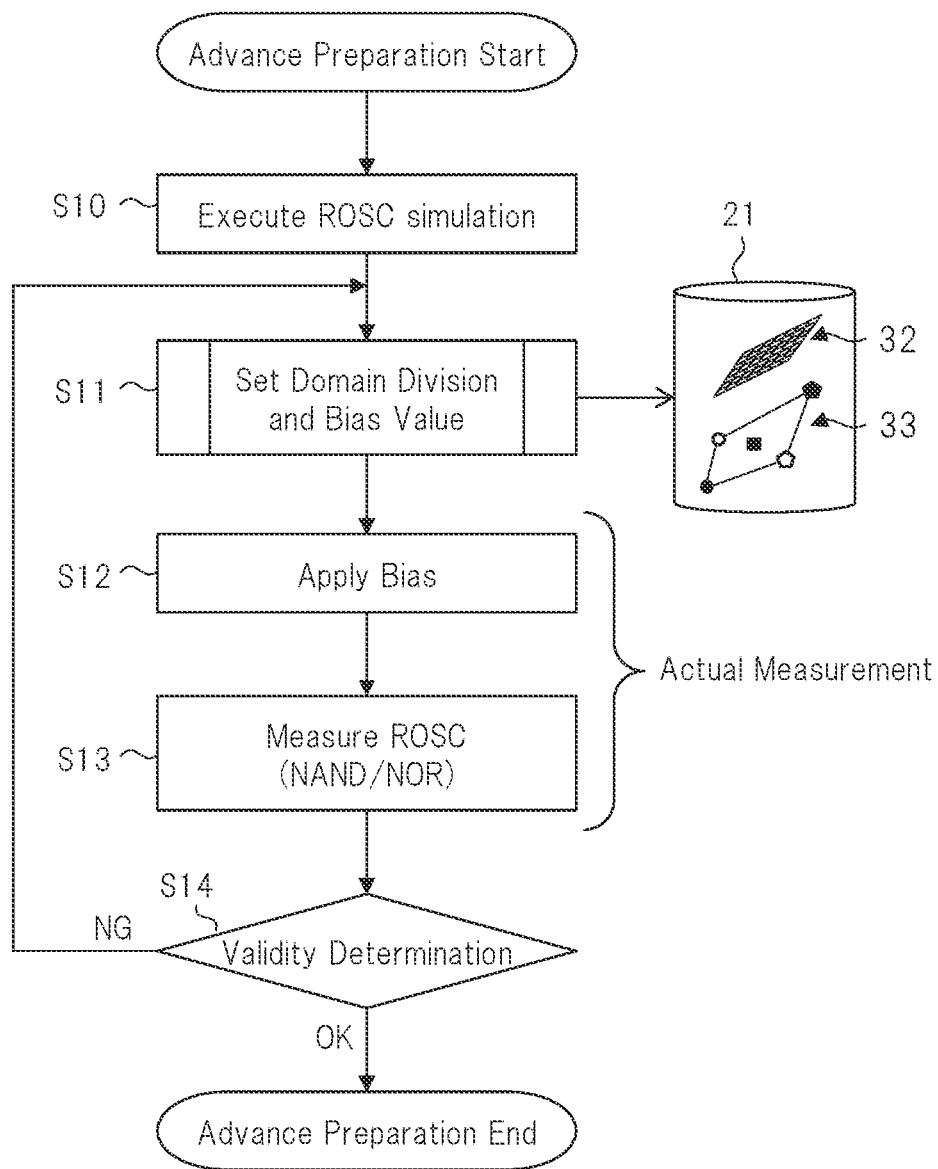 Advance Preparation Start
S10
Execute ROSC simulation
21
32
33
S11
Set Domain Division
and Bias Value
S12
Apply Bias
Actual Measurement
S13
Measure ROSC
(NAND/NOR)
S14
NG
Validity Determination
OK
Advance Preparation End